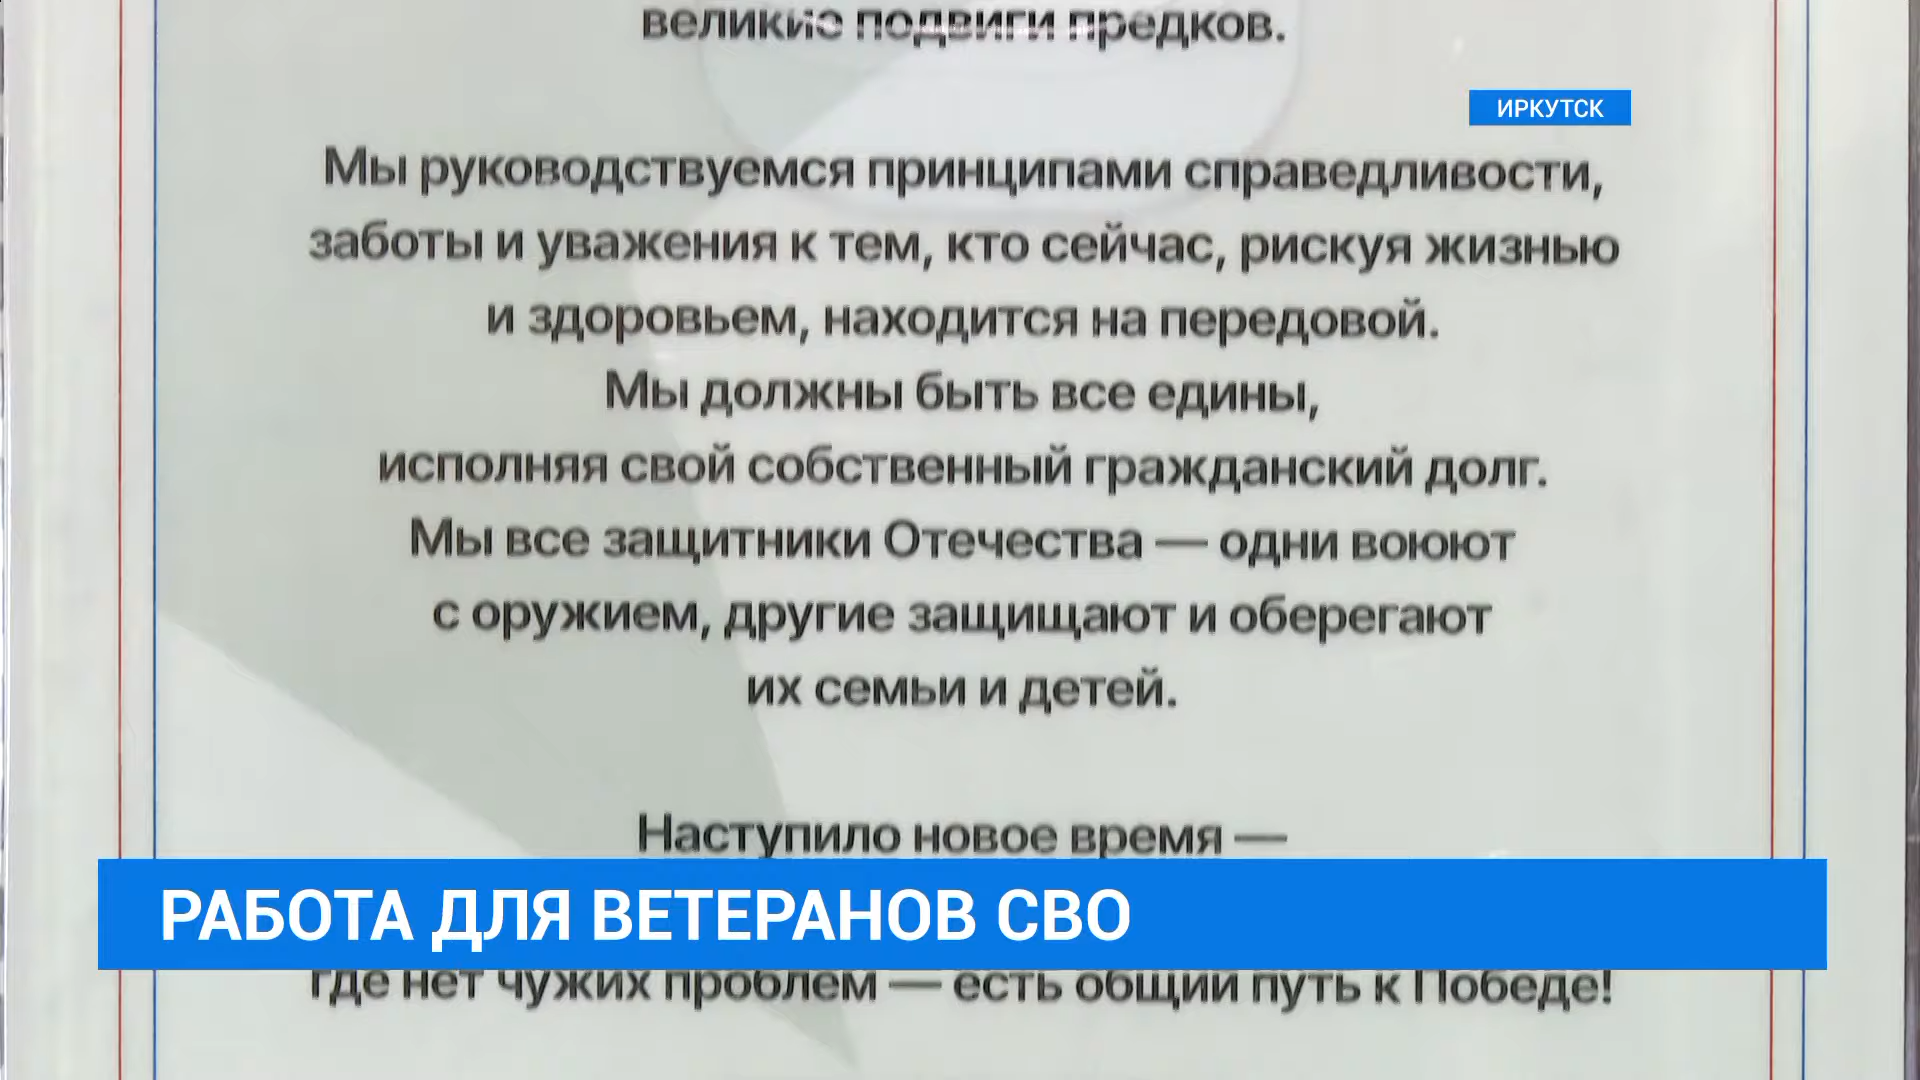 великие подвиги предков.
ИРКУТСК
Мы руководствуемся принципами справедливости,
заботы и уважения к тем, кто сейчас, рискуя жизнью
и здоровьем, находится на передовой.
Мы должны быть все едины,
исполняя свой собственный гражданский долг.
Мы все защитники Отечества — одни воюют
с оружием, другие защищают и оберегают
их семьи и детей.
Наступило новое время —
РАБОТА ДЛЯ ВЕТЕРАНОВ СВО
где нет чужих проблем — есть общий путь к Победе!